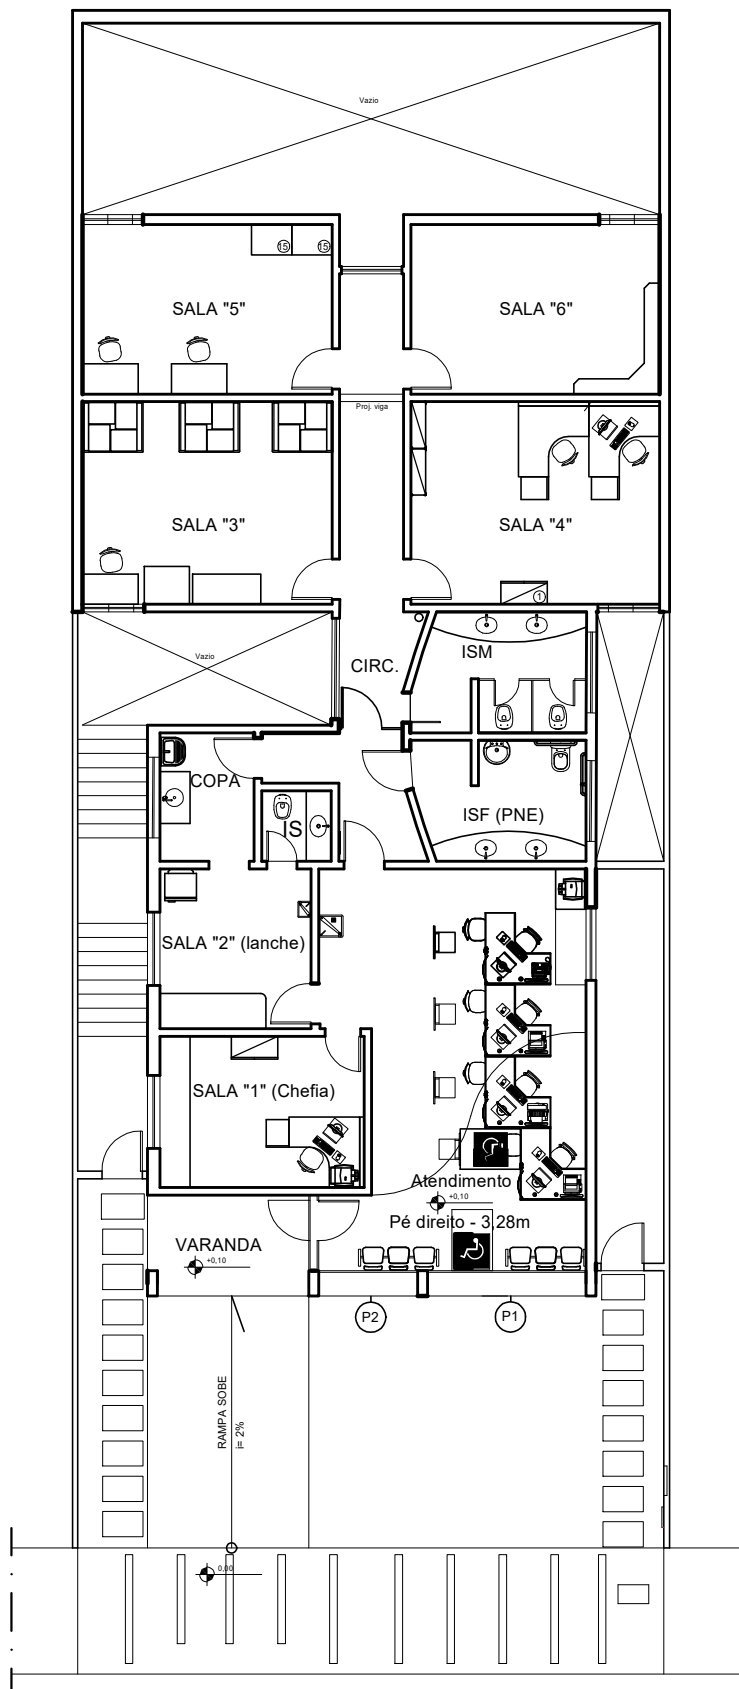 Vazio
15
15
SALA "5"
SALA "6"
Proj. viga
SALA "3"
SALA "4"
1
Vazio
CIRC.
ISM
COPA
IS
ISF (PNE)
SALA "2" (lanche)
SALA "1" (Chefia)
Atendimento
+0,10
Pé direito - 3,28m
VARANDA
+0,10
P2
P1
RAMPA SOBE
i= 2%
0,00